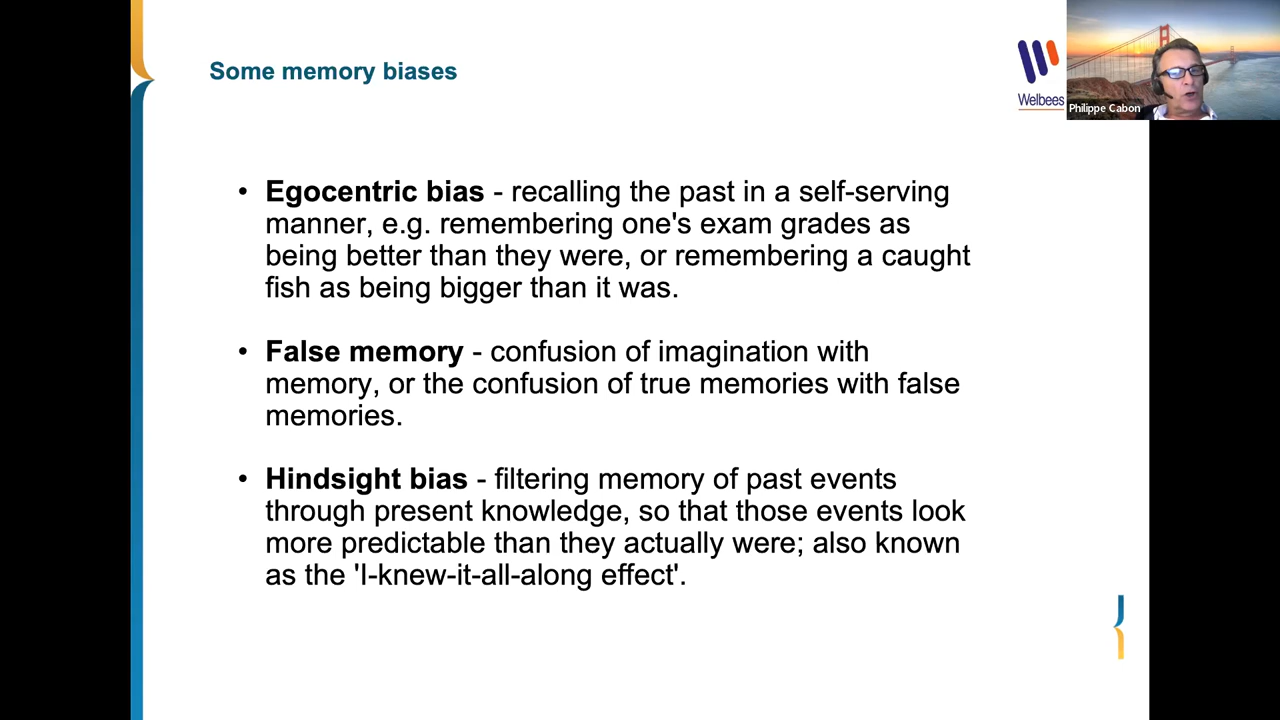 Some memory biases
Welbees
Philippe Cabon
• Egocentric bias - recalling the past in a self-serving
manner, e.g. remembering one's exam grades as
being better than they were, or remembering a caught
fish as being bigger than it was.
• False memory - confusion of imagination with
memory, or the confusion of true memories with false
memories.
• Hindsight bias - filtering memory of past events
through present knowledge, so that those events look
more predictable than they actually were; also known
as the 'I-knew-it-all-along effect'.